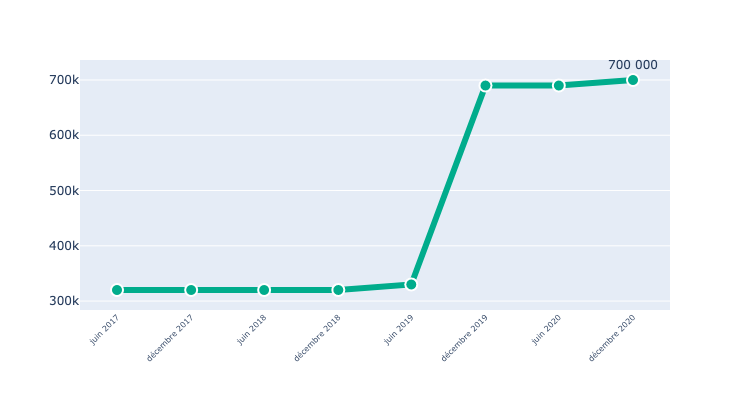 700 000
700k
600k
500k
400k
300k
juin 2017
décembre 2017
juin 2018
décembre 2018
juin 2019
décembre 2019
juin 2020
décembre 2020